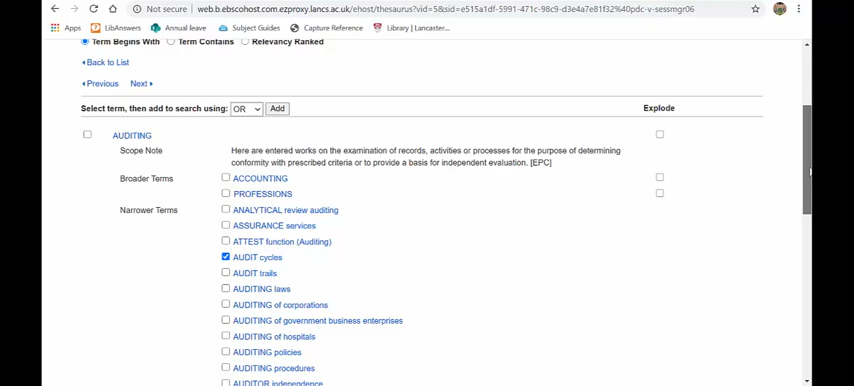 Not secure | web.b.ebscohost.com.ezproxy.lancs.ac.uk/ehost/thesaurus?vid=5&sid=e515a1df-5991-471c-98c9-d3e4a7e81f32%40pdc-v-sessmgr06
Apps LibAnswers Annual leave Subject Guides Capture Reference Library | Lancaster...
Term Begins With Term Contains Relevancy Ranked
Back to List
Previous Next
Select term, then add to search using: OR Add Explode
AUDITING
Scope Note Here are entered works on the examination of records, activities or processes for the purpose of determining
conformity with prescribed criteria or to provide a basis for independent evaluation. [EPC]
Broader Terms ACCOUNTING
PROFESSIONS
Narrower Terms ANALYTICAL review auditing
ASSURANCE services
ATTEST function (Auditing)
AUDIT cycles
AUDIT trails
AUDITING laws
AUDITING of corporations
AUDITING of government business enterprises
AUDITING of hospitals
AUDITING policies
AUDITING procedures
AUDITOR independence